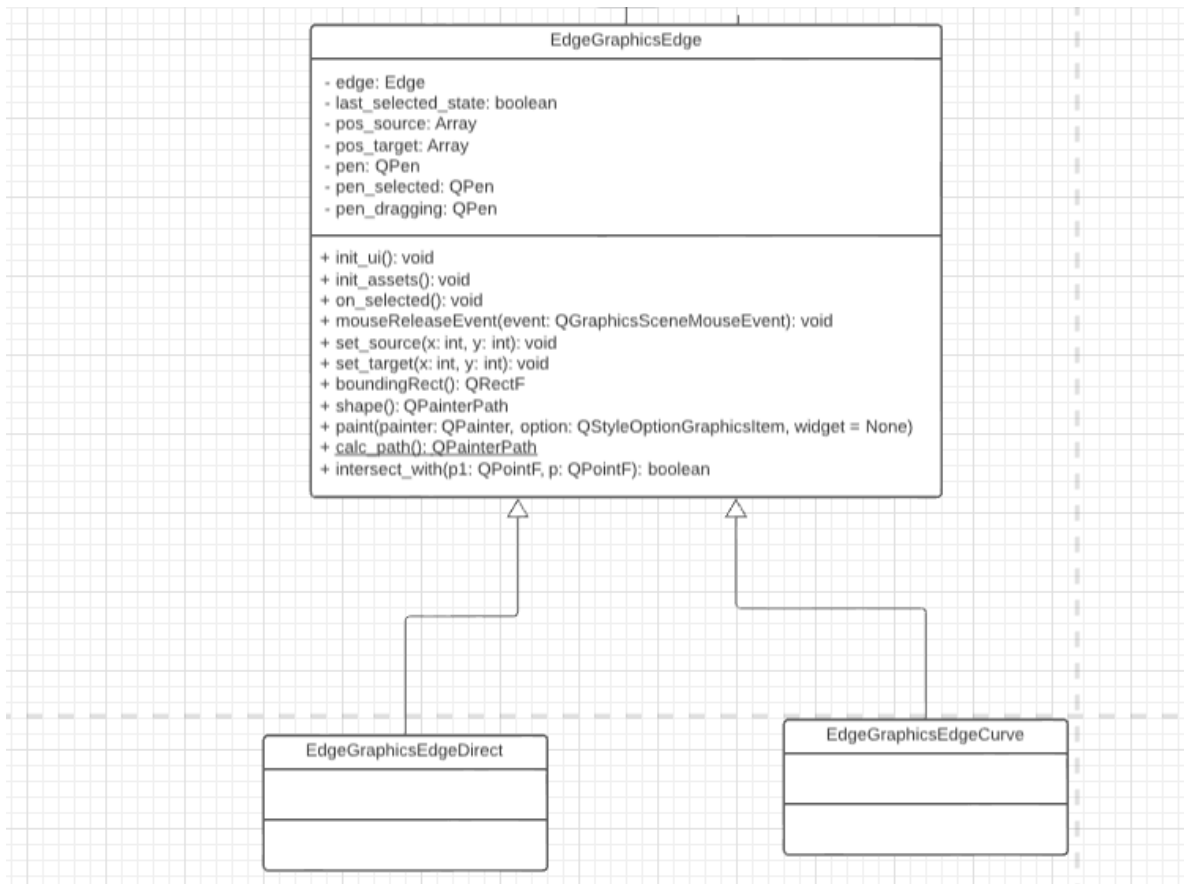 EdgeGraphicsEdge
- edge: Edge
- last_selected_state: boolean
- pos_source: Array
- pos_target: Array
- pen: QPen
- pen_selected: QPen
- pen_dragging: QPen
+ init_ui(): void
+ init_assets(): void
+ on_selected(): void
+ mouseReleaseEvent(event: QGraphicsSceneMouseEvent): void
+ set_source(x: int, y: int): void
+ set_target(x: int, y: int): void
+ boundingRect(): QRectF
+ shape(): QPainterPath
+ paint(painter: QPainter, option: QStyleOptionGraphicsItem, widget = None)
+ calc_path(): QPainterPath
+ intersect_with(p1: QPointF, p: QPointF): boolean
EdgeGraphicsEdgeDirect
EdgeGraphicsEdgeCurve